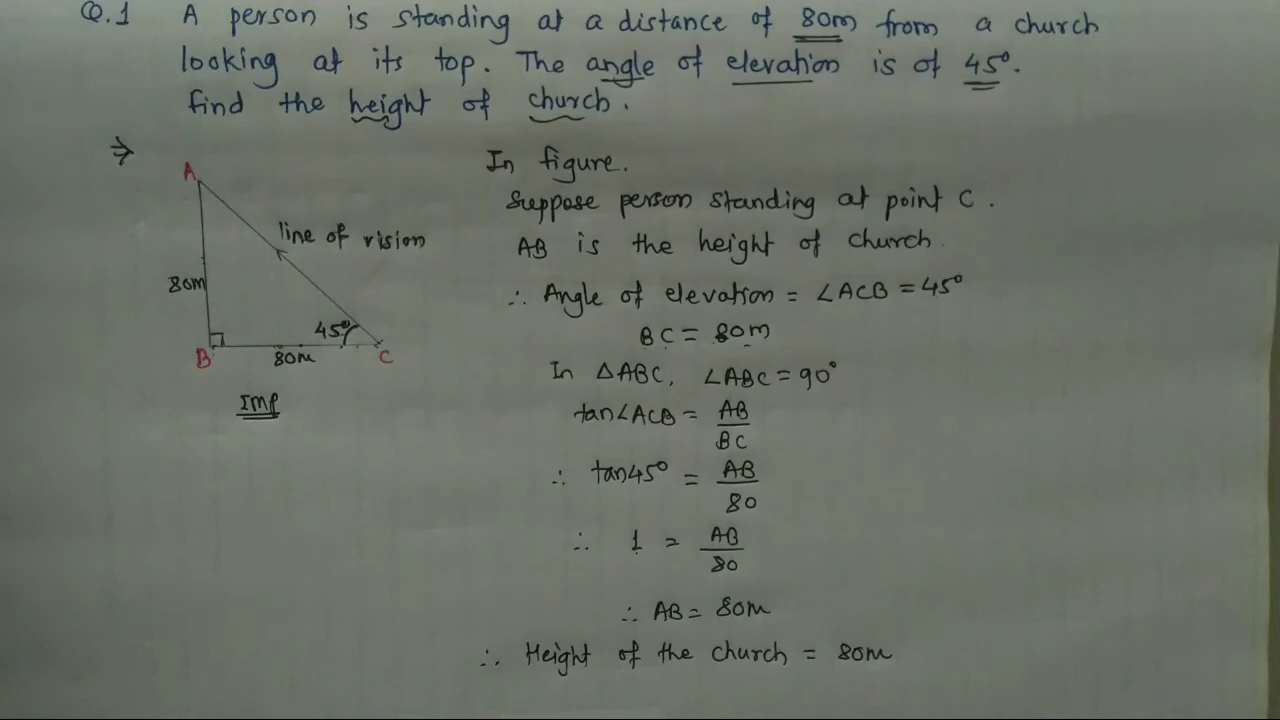 Q.1 A person is standing at a distance of 80m from a church
looking at its top. The angle of elevation is of 45°.
find the height of church.
⇒
A
line of vision
80m
45°
B
80m
C
Imp
In figure.
Suppose person standing at point C.
AB is the height of church.
∴ Angle of elevation = ∠ACB = 45°
BC = 80m
In △ABC, ∠ABC = 90°
tan∠ACB = AB
BC
∴ tan45° = AB
80
∴ 1 = AB
80
∴ AB = 80m
∴ Height of the church = 80m